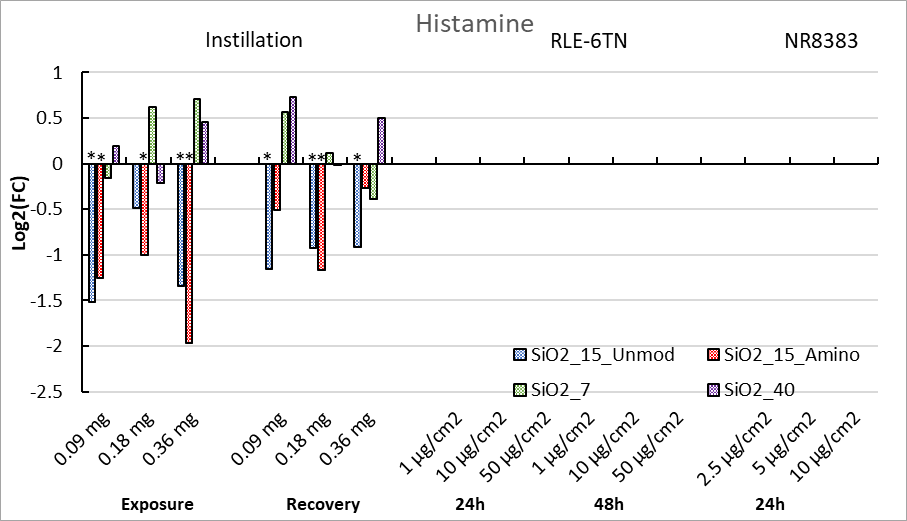 Histamine
Instillation RLE-6TN NR8383
1
0.5
0
-0.5
-1
-1.5
-2
-2.5
Log2(FC)
* * * * * * * * *
SiO2_15_Unmod SiO2_15_Amino
SiO2_7 SiO2_40
0.09 mg 0.18 mg 0.36 mg 0.09 mg 0.18 mg 0.36 mg 1 µg/cm2 10 µg/cm2 50 µg/cm2 1 µg/cm2 10 µg/cm2 50 µg/cm2 2.5 µg/cm2 5 µg/cm2 10 µg/cm2
Exposure Recovery 24h 48h 24h